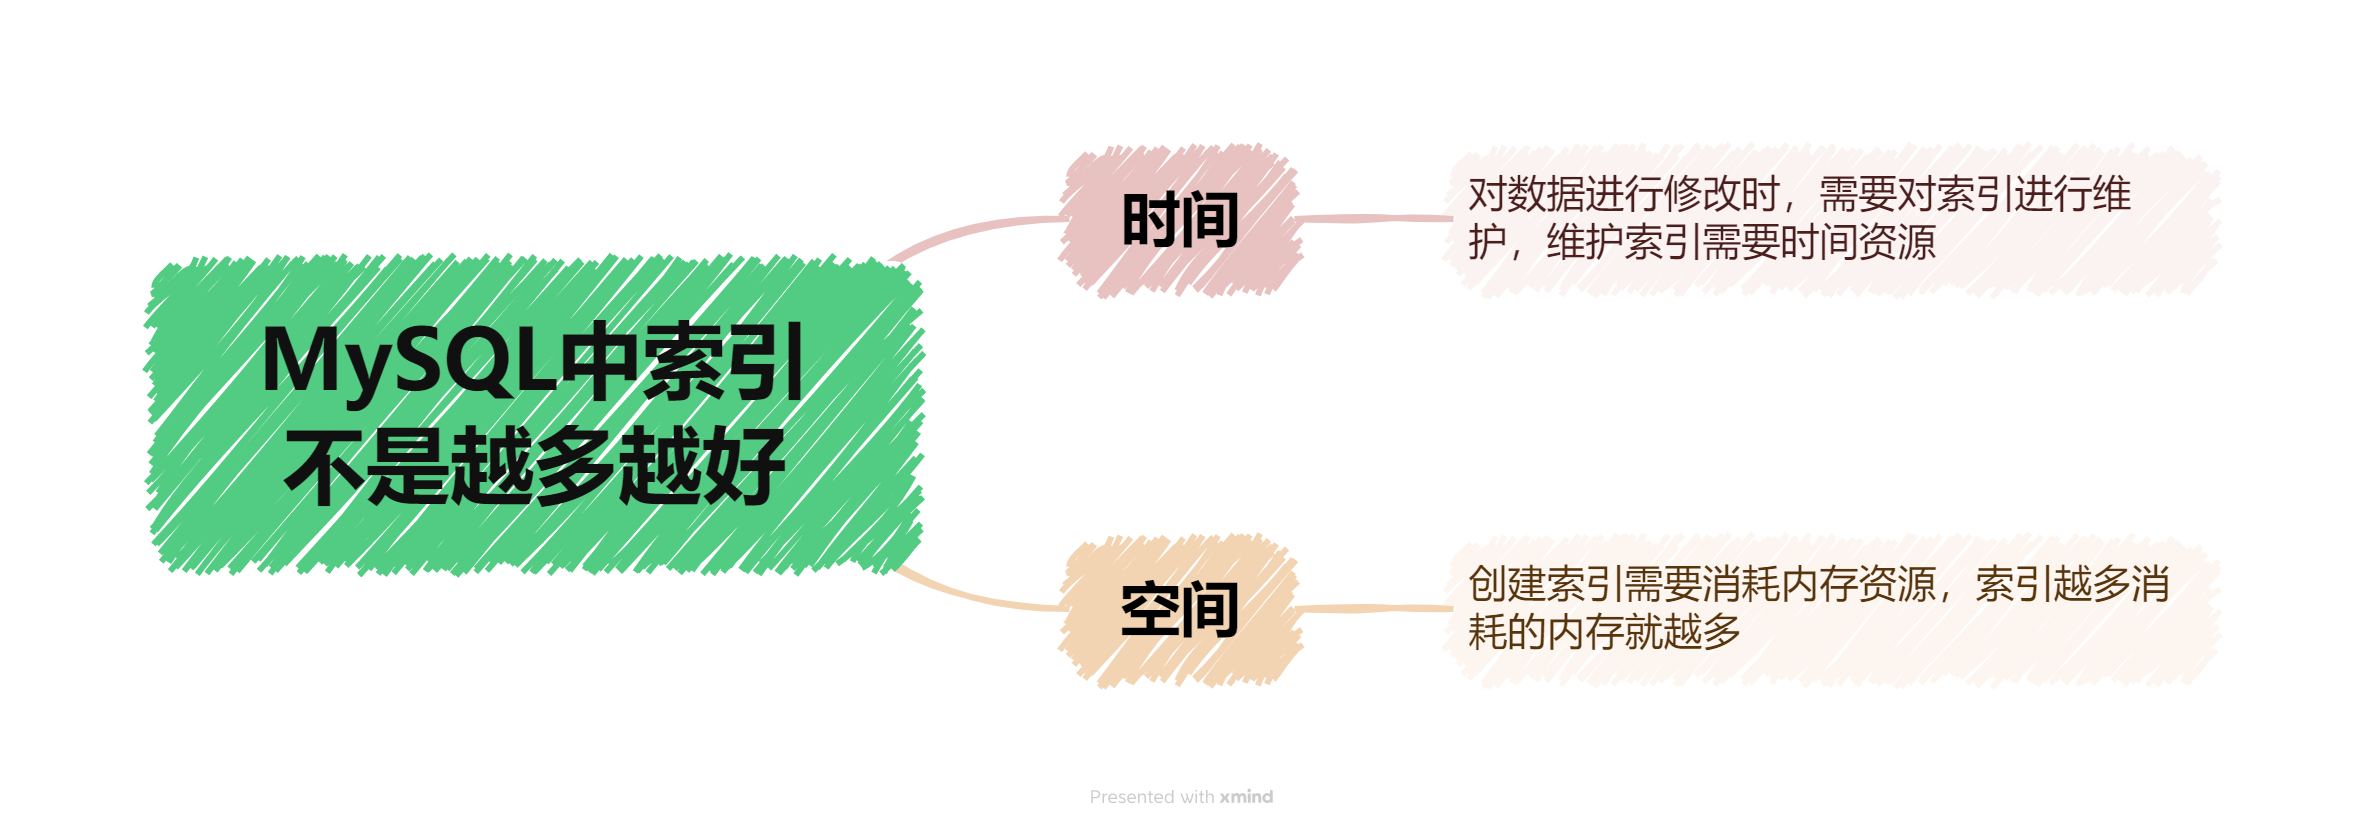 MySQL中索引
不是越多越好
时间
对数据进行修改时，需要对索引进行维
护，维护索引需要时间资源
空间
创建索引需要消耗内存资源，索引越多消
耗的内存就越多
Presented with xmind